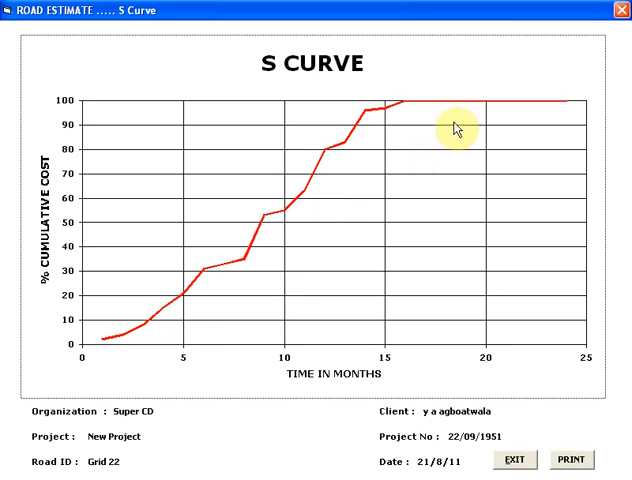 ROAD ESTIMATE ..... S Curve
S CURVE
% CUMULATIVE COST
100
90
80
70
60
50
40
30
20
10
0
0 5 10 15 20 25
TIME IN MONTHS
Organization : Super CD
Client : y a agboatwala
Project : New Project
Project No : 22/09/1951
Road ID : Grid 22
Date : 21/8/11
EXIT
PRINT